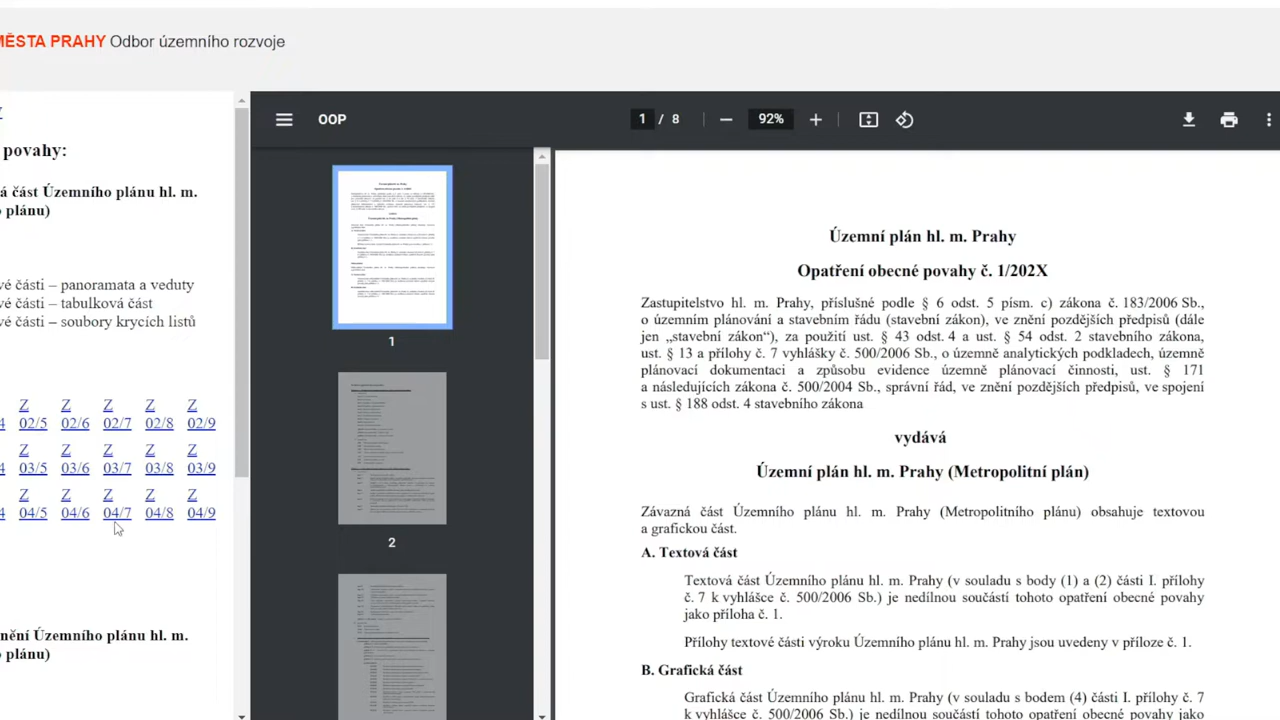 MĚSTA PRAHY Odbor územního rozvoje
povahy:
á část Územního plánu hl. m.
o plánu)
vé části – panoramata a veduty
vé části – tabulková část
vé části – soubory krycích listů
Z Z Z Z Z
4 02/5 02/6 02/7 02/8 02/9
Z Z Z Z Z
4 03/5 03/6 03/7 03/8 03/9
Z Z Z Z Z
4 04/5 04/6 04/7 04/8 04/9
nění Územního plánu hl. m.
o plánu)
OOP
1 / 8
92%
1
2
Územní plán hl. m. Prahy
Opatření obecné povahy č. 1/202X
Zastupitelstvo hl. m. Prahy, příslušné podle § 6 odst. 5 písm. c) zákona č. 183/2006 Sb.,
o územním plánování a stavebním řádu (stavební zákon), ve znění pozdějších předpisů (dále
jen „stavební zákon“), za použití ust. § 43 odst. 4 a ust. § 54 odst. 2 stavebního zákona,
ust. § 13 a přílohy č. 7 vyhlášky č. 500/2006 Sb., o územně analytických podkladech, územně
plánovací dokumentaci a způsobu evidence územně plánovací činnosti, ust. § 171
a následujících zákona č. 500/2004 Sb., správní řád, ve znění pozdějších předpisů, ve spojení
s ust. § 188 odst. 4 stavebního zákona
vydává
Územní plán hl. m. Prahy (Metropolitní plán)
Závazná část Územního plánu hl. m. Prahy (Metropolitního plánu) obsahuje textovou
a grafickou část.
A. Textová část
Textová část Územního plánu hl. m. Prahy (v souladu s body (1) a (2) části I. přílohy
č. 7 k vyhlášce č. 500/2006 Sb.) je nedílnou součástí tohoto opatření obecné povahy
jako příloha č. 1.
Přílohy textové části jsou Územního plánu hl. m. Prahy jsou uvedeny v příloze č. 1.
B. Grafická část
Grafická část Územního plánu hl. m. Prahy (v souladu s bodem (4) části I. přílohy č. 7
k vyhlášce č. 500/2006 Sb.) je nedílnou součástí tohoto opatření obecné povahy jako